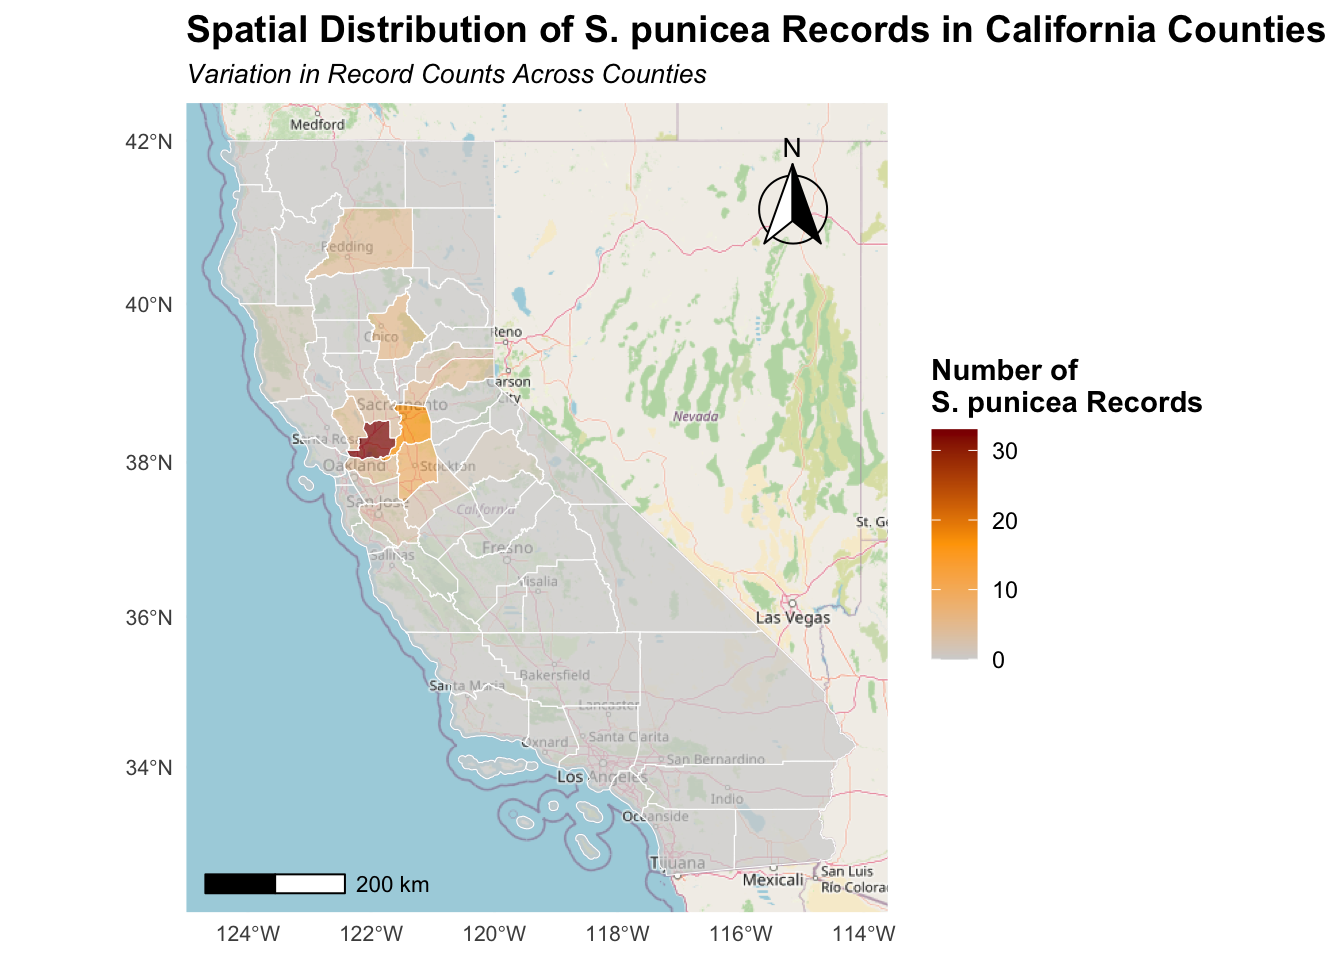 Spatial Distribution of S. punicea Records in California Counties
Variation in Record Counts Across Counties
Medford
42°N
N
Redding
40°N
Reno
Chico
Carson
City
Sacramento
Nevada
Santa Rosa
38°N
Oakland
Stockton
San Jose
California
St. Ge
Salinas
Fresno
Visalia
36°N
Las Vegas
Bakersfield
Santa Maria
Lancaster
Oxnard
Santa Clarita
San Bernardino
34°N
Los Angeles
Indio
Oceanside
Tijuana
Mexicali
San Luis
Río Colora
200 km
124°W
122°W
120°W
118°W
116°W
114°W
Number of
S. punicea Records
30
20
10
0